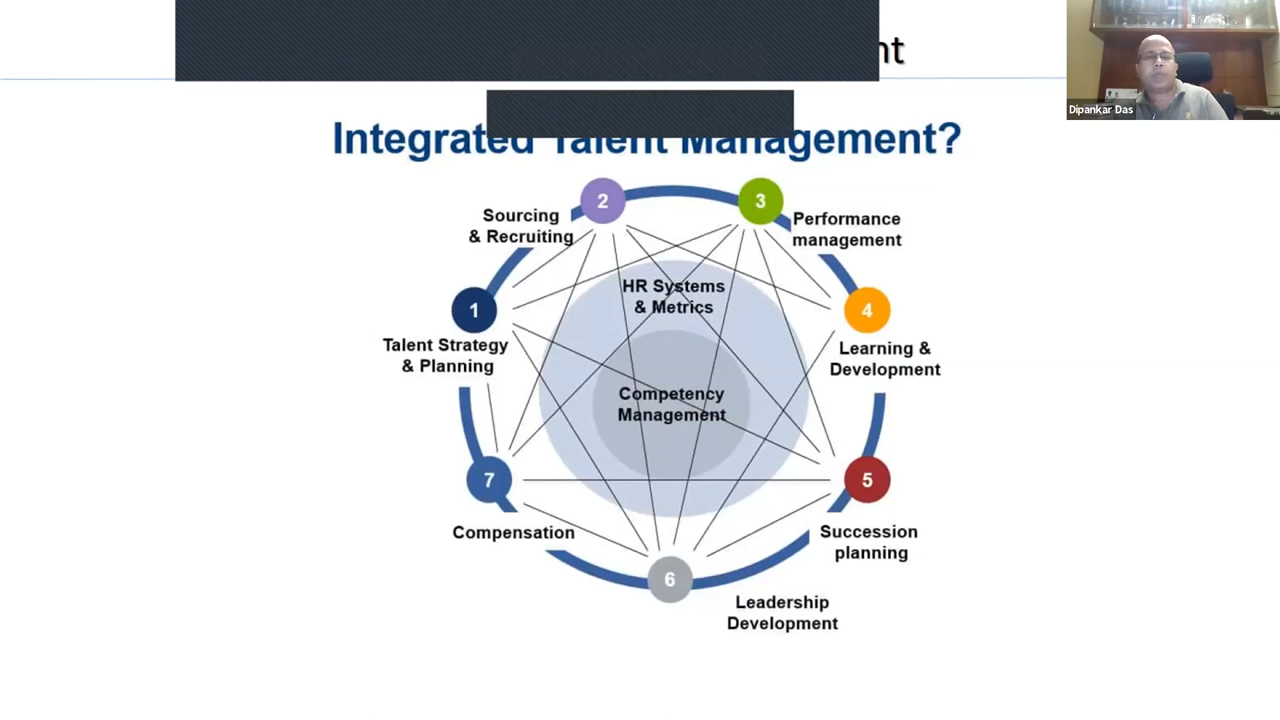 nt
Dipankar Das
Integrated Talent Management?
2
3
Sourcing
& Recruiting
Performance
management
HR Systems
& Metrics
1
4
Talent Strategy
& Planning
Learning &
Development
Competency
Management
7
5
Compensation
Succession
planning
6
Leadership
Development